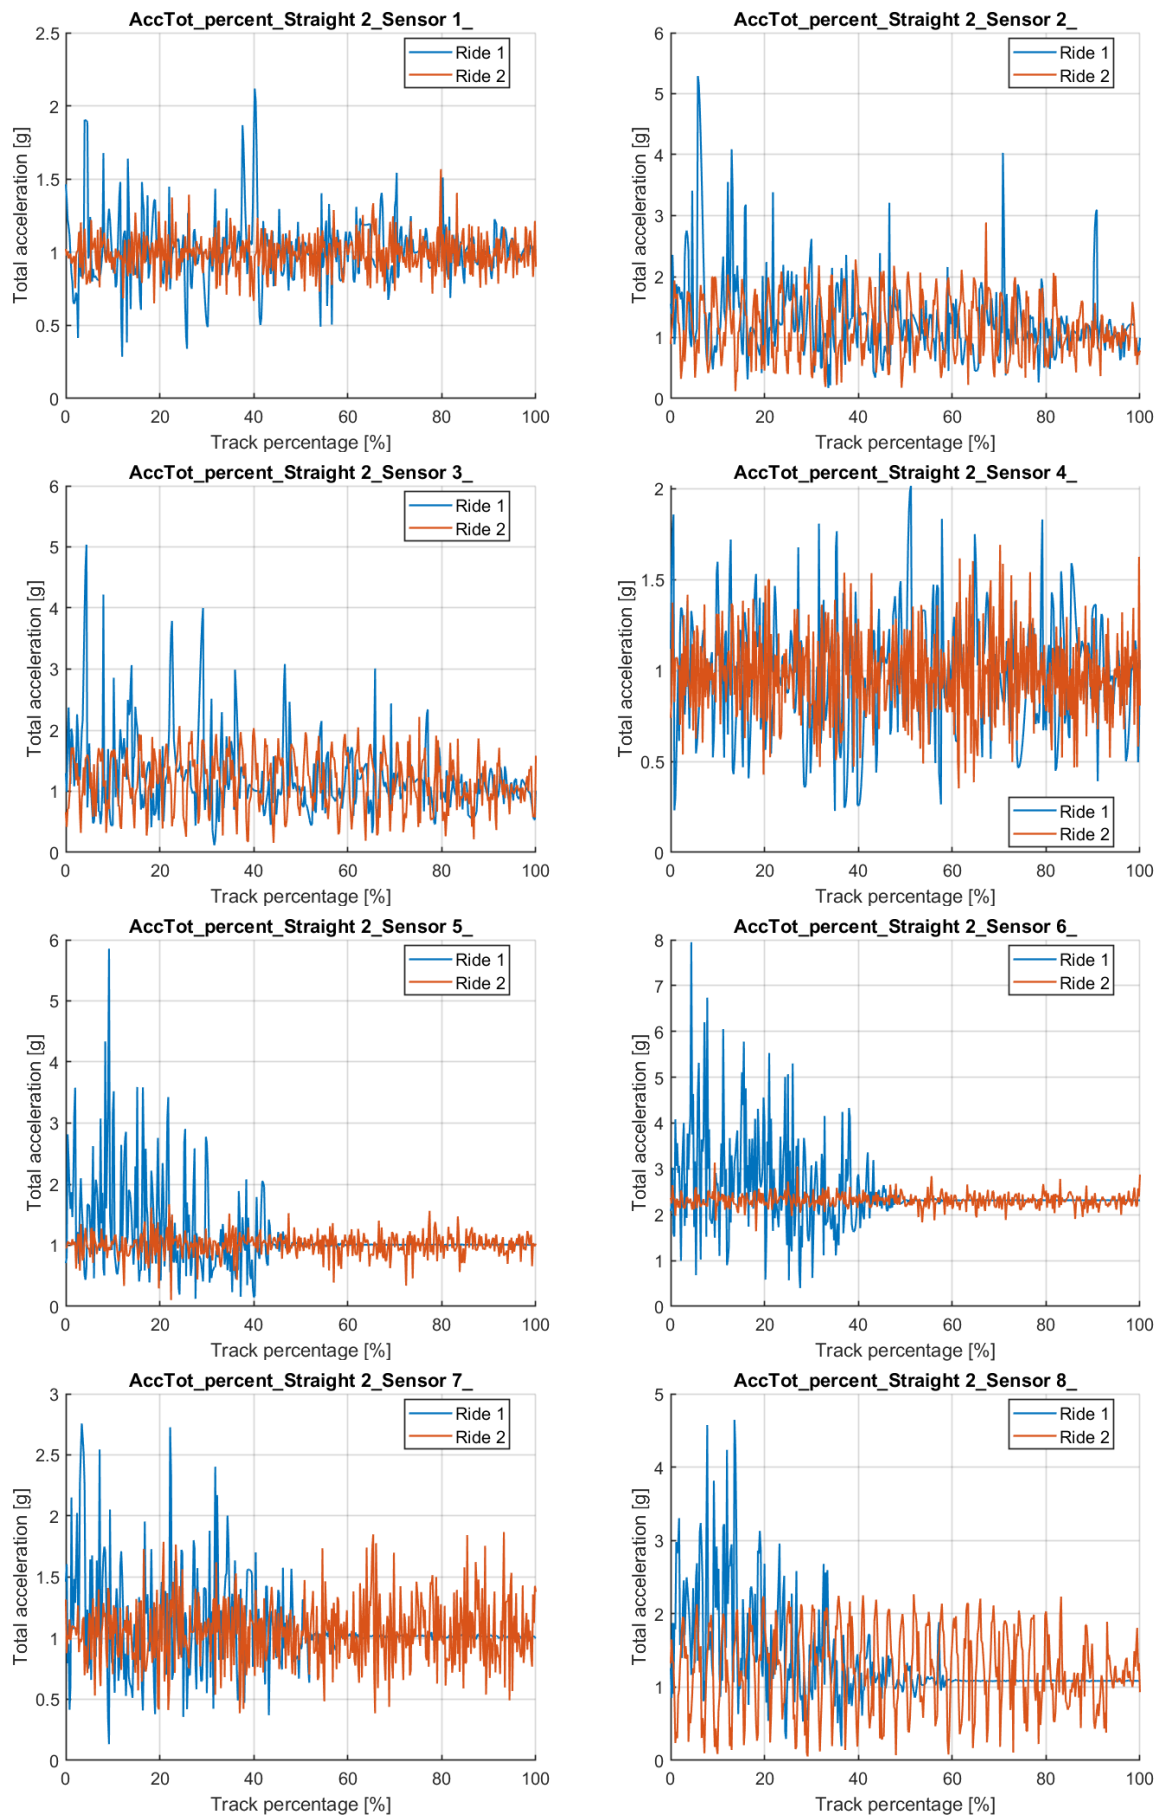 AccTot_percent_Straight 2_Sensor 1_
2.5
2
1.5
1
0.5
0
Total acceleration [g]
Ride 1
Ride 2
0 20 40 60 80 100
Track percentage [%]
AccTot_percent_Straight 2_Sensor 2_
6
5
4
3
2
1
0
Total acceleration [g]
Ride 1
Ride 2
0 20 40 60 80 100
Track percentage [%]
AccTot_percent_Straight 2_Sensor 3_
6
5
4
3
2
1
0
Total acceleration [g]
Ride 1
Ride 2
0 20 40 60 80 100
Track percentage [%]
AccTot_percent_Straight 2_Sensor 4_
2
1.5
1
0.5
0
Total acceleration [g]
Ride 1
Ride 2
0 20 40 60 80 100
Track percentage [%]
AccTot_percent_Straight 2_Sensor 5_
6
5
4
3
2
1
0
Total acceleration [g]
Ride 1
Ride 2
0 20 40 60 80 100
Track percentage [%]
AccTot_percent_Straight 2_Sensor 6_
8
7
6
5
4
3
2
1
0
Total acceleration [g]
Ride 1
Ride 2
0 20 40 60 80 100
Track percentage [%]
AccTot_percent_Straight 2_Sensor 7_
3
2.5
2
1.5
1
0.5
0
Total acceleration [g]
Ride 1
Ride 2
0 20 40 60 80 100
Track percentage [%]
AccTot_percent_Straight 2_Sensor 8_
5
4
3
2
1
0
Total acceleration [g]
Ride 1
Ride 2
0 20 40 60 80 100
Track percentage [%]